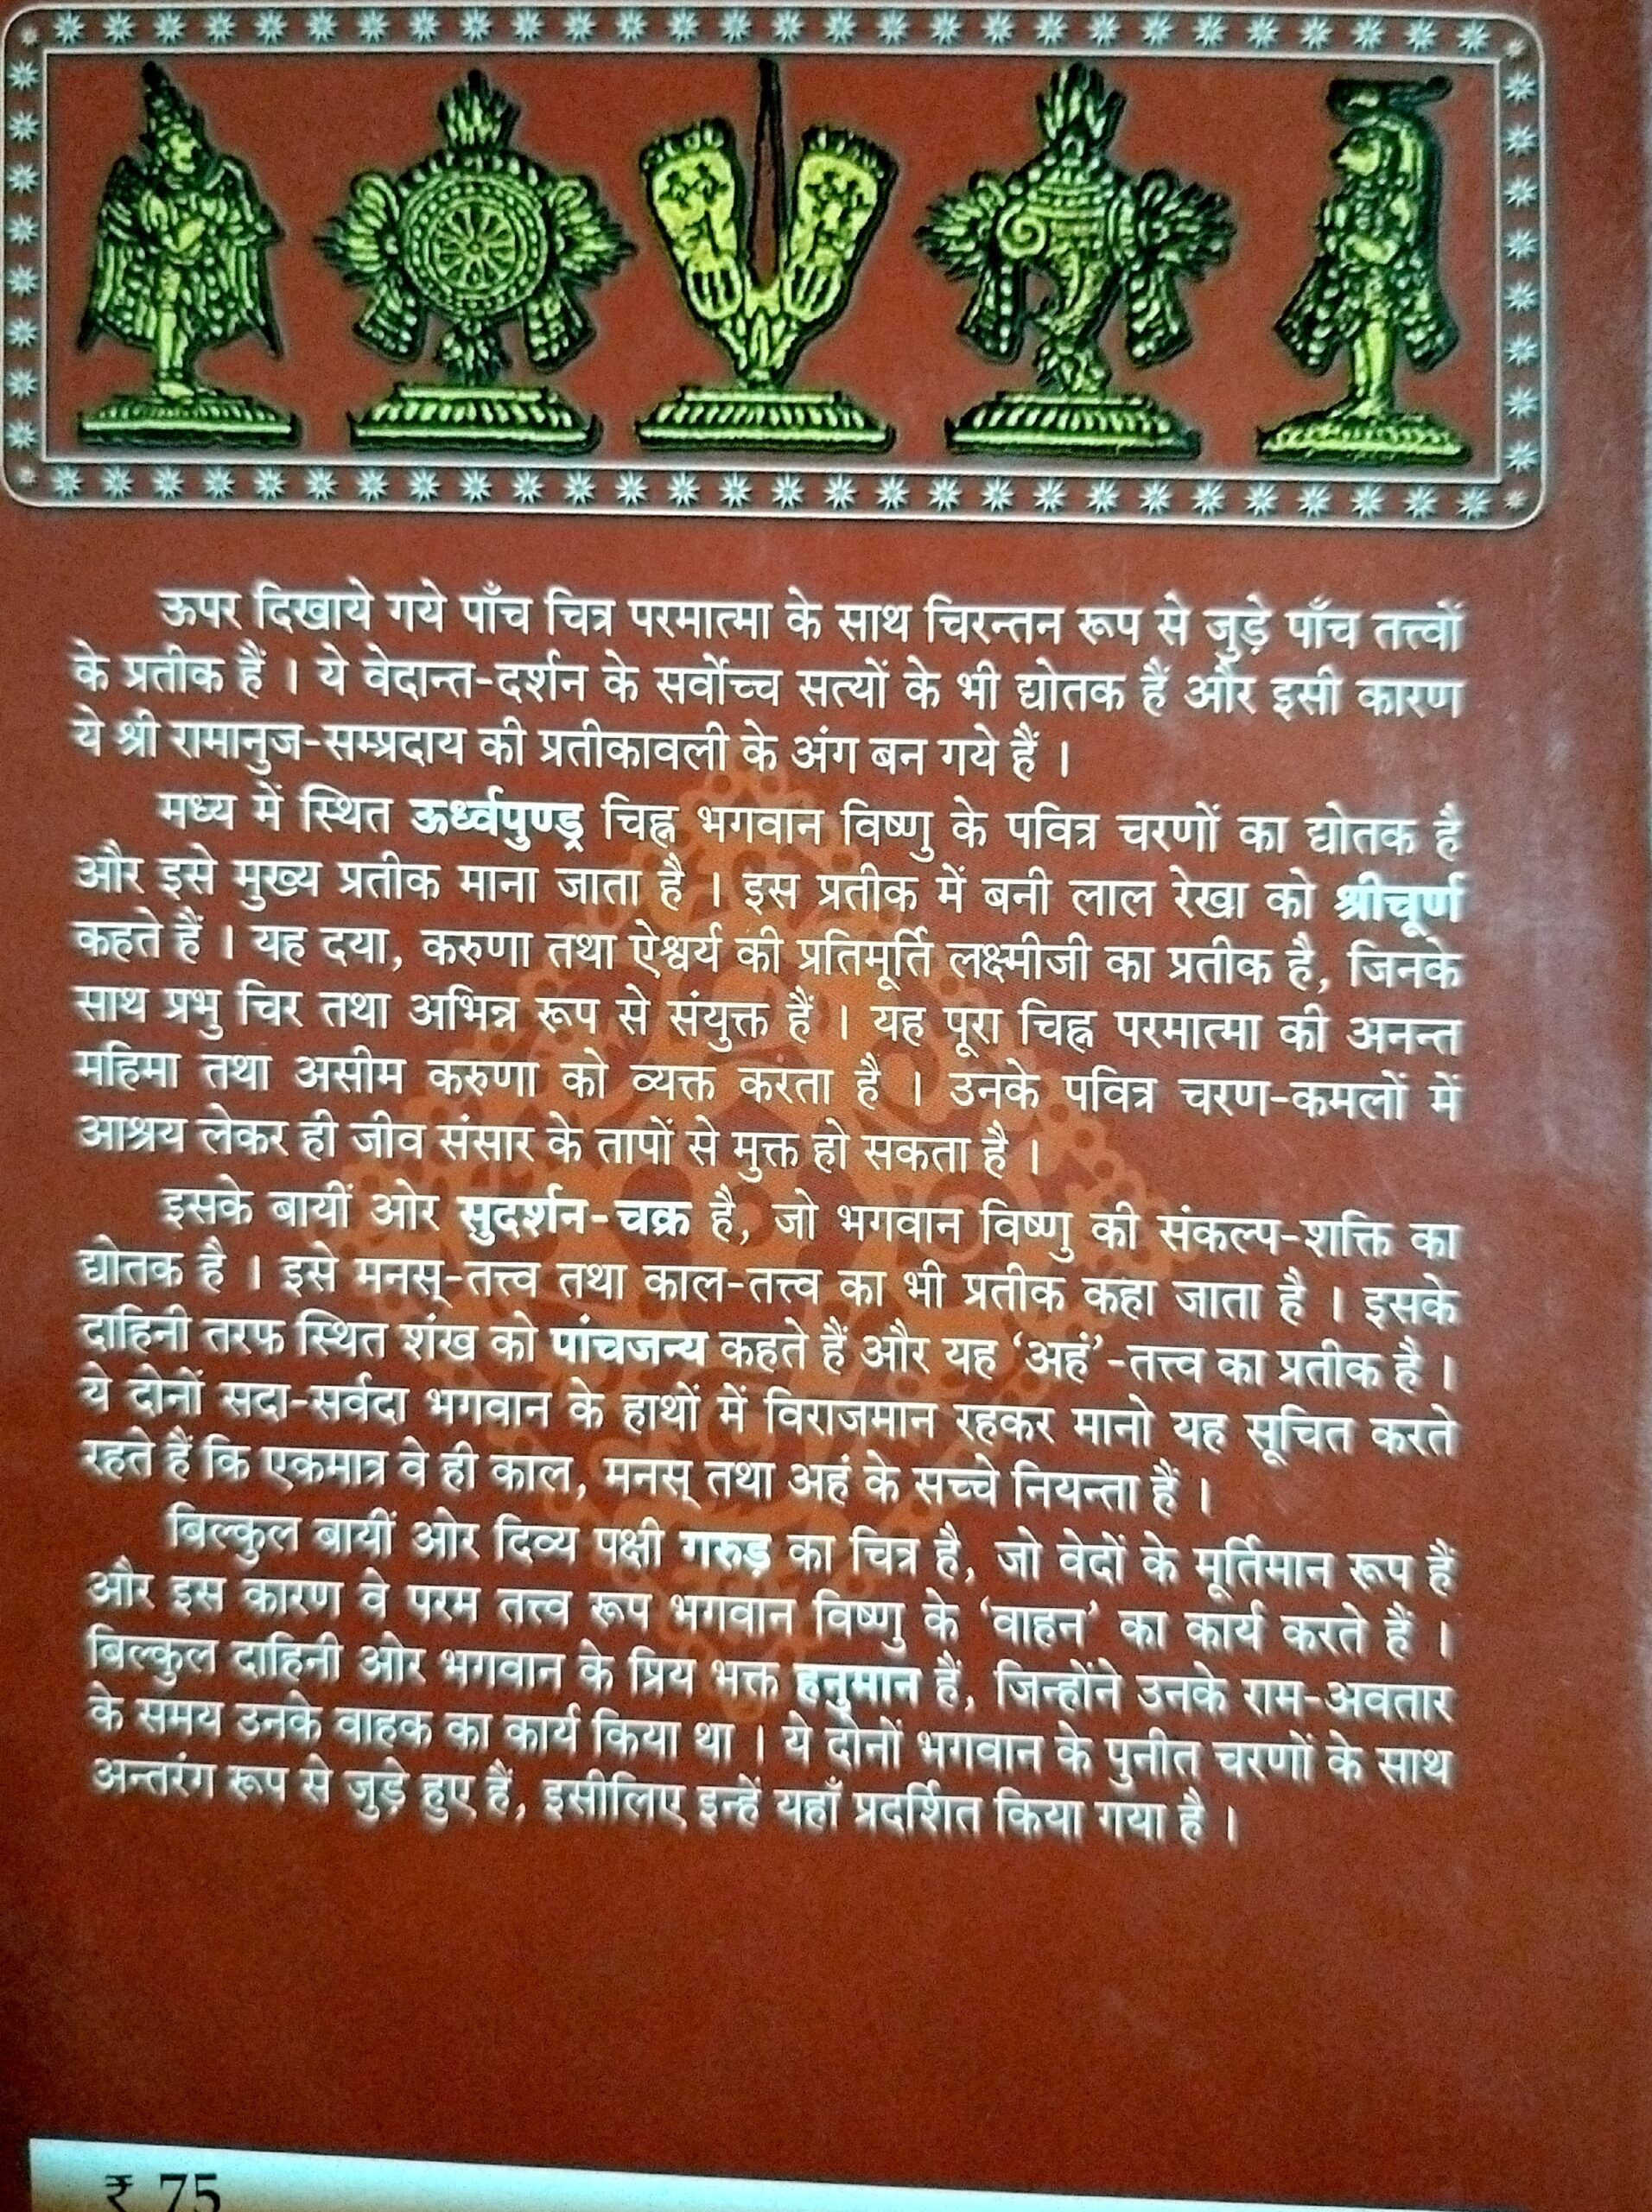 ऊपर दिखाये गये पाँच चित्र परमात्मा के साथ चिरन्तन रूप से जुड़े पाँच तत्त्वों
के प्रतीक हैं । ये वेदान्त-दर्शन के सर्वोच्च सत्यों के भी द्योतक हैं और इसी कारण
ये श्री रामानुज-सम्प्रदाय की प्रतीकावली के अंग बन गये हैं ।
मध्य में स्थित ऊर्ध्वपुण्ड्र चिह्न भगवान विष्णु के पवित्र चरणों का द्योतक है
और इसे मुख्य प्रतीक माना जाता है । इस प्रतीक में बनी लाल रेखा को श्रीचूर्ण
कहते हैं । यह दया, करुणा तथा ऐश्वर्य की प्रतिमूर्ति लक्ष्मीजी का प्रतीक है, जिनके
साथ प्रभु चिर तथा अभिन्न रूप से संयुक्त हैं । यह पूरा चिह्न परमात्मा की अनन्त
महिमा तथा असीम करुणा को व्यक्त करता है । उनके पवित्र चरण-कमलों में
आश्रय लेकर ही जीव संसार के तापों से मुक्त हो सकता है ।
इसके बायीं ओर सुदर्शन-चक्र है, जो भगवान विष्णु की संकल्प-शक्ति का
द्योतक है । इसे मनस्-तत्त्व तथा काल-तत्त्व का भी प्रतीक कहा जाता है । इसके
दाहिनी तरफ स्थित शंख को पांचजन्य कहते हैं और यह ‘अहं’-तत्त्व का प्रतीक है ।
ये दोनों सदा-सर्वदा भगवान के हाथों में विराजमान रहकर मानो यह सूचित करते
रहते हैं कि एकमात्र वे ही काल, मनस् तथा अहं के सच्चे नियन्ता हैं ।
बिल्कुल बायीं ओर दिव्य पक्षी गरुड़ का चित्र है, जो वेदों के मूर्तिमान रूप हैं
और इस कारण वे परम तत्त्व रूप भगवान विष्णु के ‘वाहन’ का कार्य करते हैं ।
बिल्कुल दाहिनी ओर भगवान के प्रिय भक्त हनुमान हैं, जिन्होंने उनके राम-अवतार
के समय उनके वाहक का कार्य किया था । ये दोनों भगवान के पुनीत चरणों के साथ
अन्तरंग रूप से जुड़े हुए हैं, इसीलिए इन्हें यहाँ प्रदर्शित किया गया है ।
₹ 75